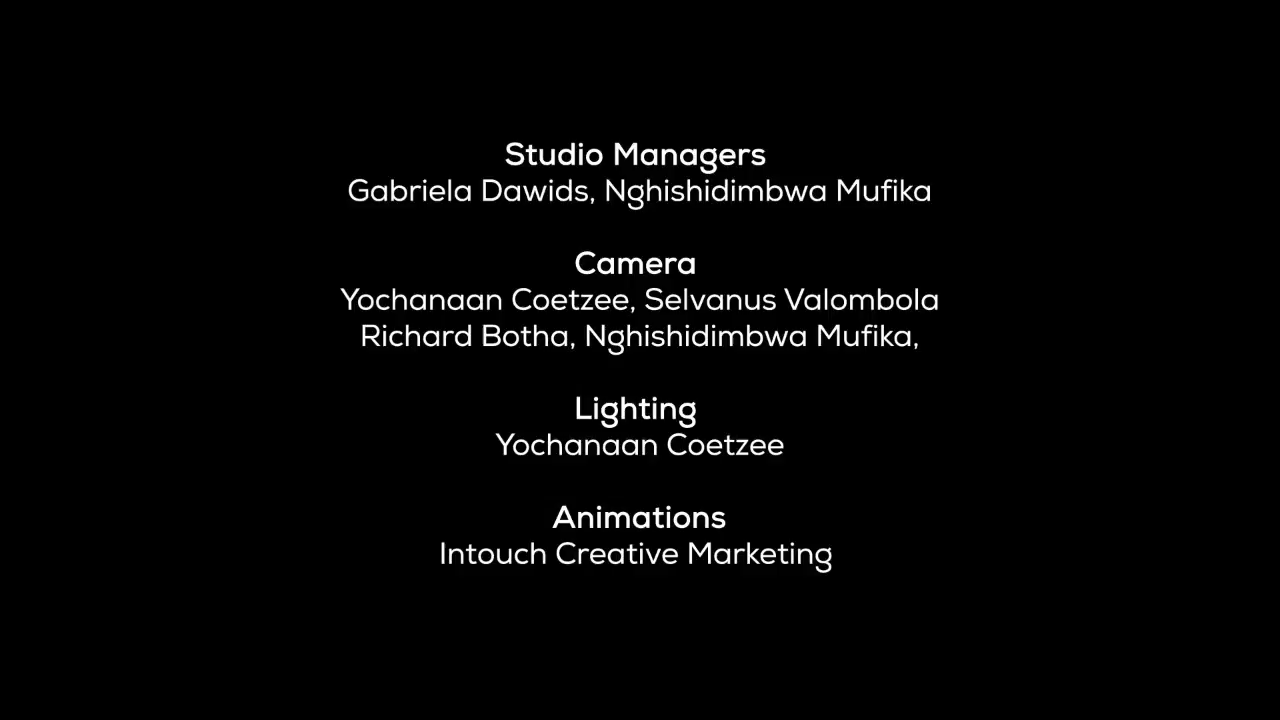 Studio Managers
Gabriela Dawids, Nghishidimbwa Mufika
Camera
Yochanaan Coetzee, Selvanus Valombola
Richard Botha, Nghishidimbwa Mufika,
Lighting
Yochanaan Coetzee
Animations
Intouch Creative Marketing